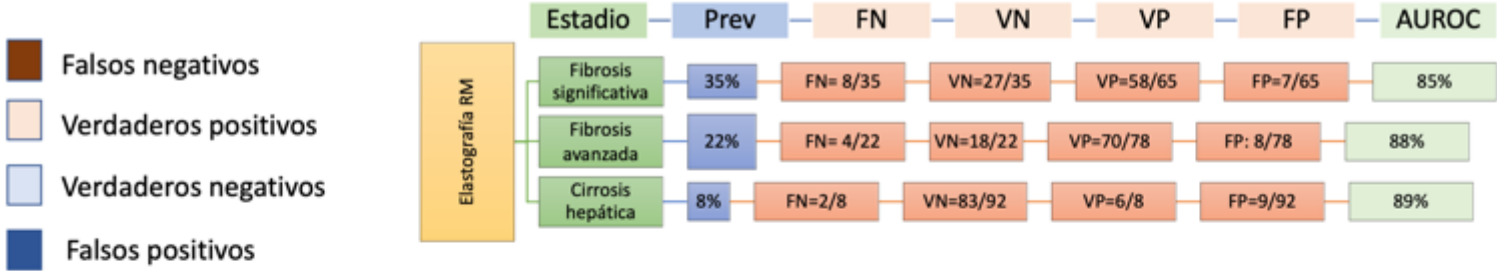 Falsos negativos
Verdaderos positivos
Verdaderos negativos
Falsos positivos
Estadio Prev FN VN VP FP AUROC
Elastografía RM
Fibrosis
significativa
35% FN= 8/35 VN=27/35 VP=58/65 FP=7/65 85%
Fibrosis
avanzada
22% FN= 4/22 VN=18/22 VP=70/78 FP: 8/78 88%
Cirrosis
hepática
8% FN=2/8 VN=83/92 VP=6/8 FP=9/92 89%